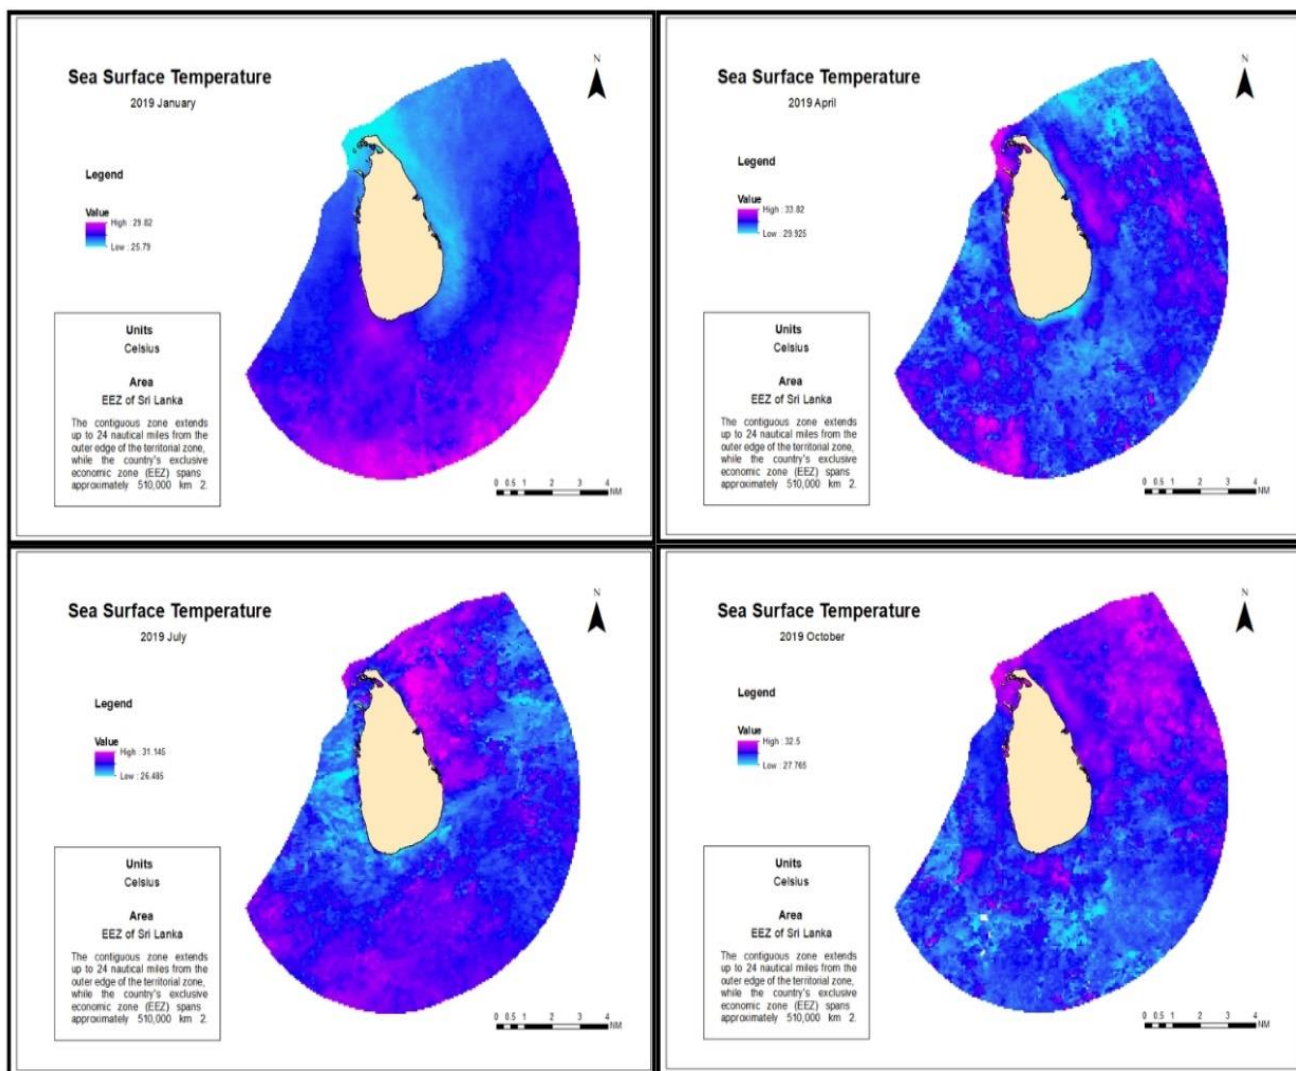 Sea Surface Temperature
2019 January
N
Legend
Value
High : 29.82
Low : 25.79
Units
Celsius
Area
EEZ of Sri Lanka
The contiguous zone extends
up to 24 nautical miles from the
outer edge of the territorial zone,
while the country's exclusive
economic zone (EEZ) spans
approximately 510,000 km 2.
0 0.5 1 2 3 4
NM
Sea Surface Temperature
2019 April
N
Legend
Value
High : 33.82
Low : 29.925
Units
Celsius
Area
EEZ of Sri Lanka
The contiguous zone extends
up to 24 nautical miles from the
outer edge of the territorial zone,
while the country's exclusive
economic zone (EEZ) spans
approximately 510,000 km 2.
0 0.5 1 2 3 4
NM
Sea Surface Temperature
2019 July
N
Legend
Value
High : 31.145
Low : 26.485
Units
Celsius
Area
EEZ of Sri Lanka
The contiguous zone extends
up to 24 nautical miles from the
outer edge of the territorial zone,
while the country's exclusive
economic zone (EEZ) spans
approximately 510,000 km 2.
0 0.5 1 2 3 4
NM
Sea Surface Temperature
2019 October
N
Legend
Value
High : 32.5
Low : 27.765
Units
Celsius
Area
EEZ of Sri Lanka
The contiguous zone extends
up to 24 nautical miles from the
outer edge of the territorial zone,
while the country's exclusive
economic zone (EEZ) spans
approximately 510,000 km 2.
0 0.5 1 2 3 4
NM